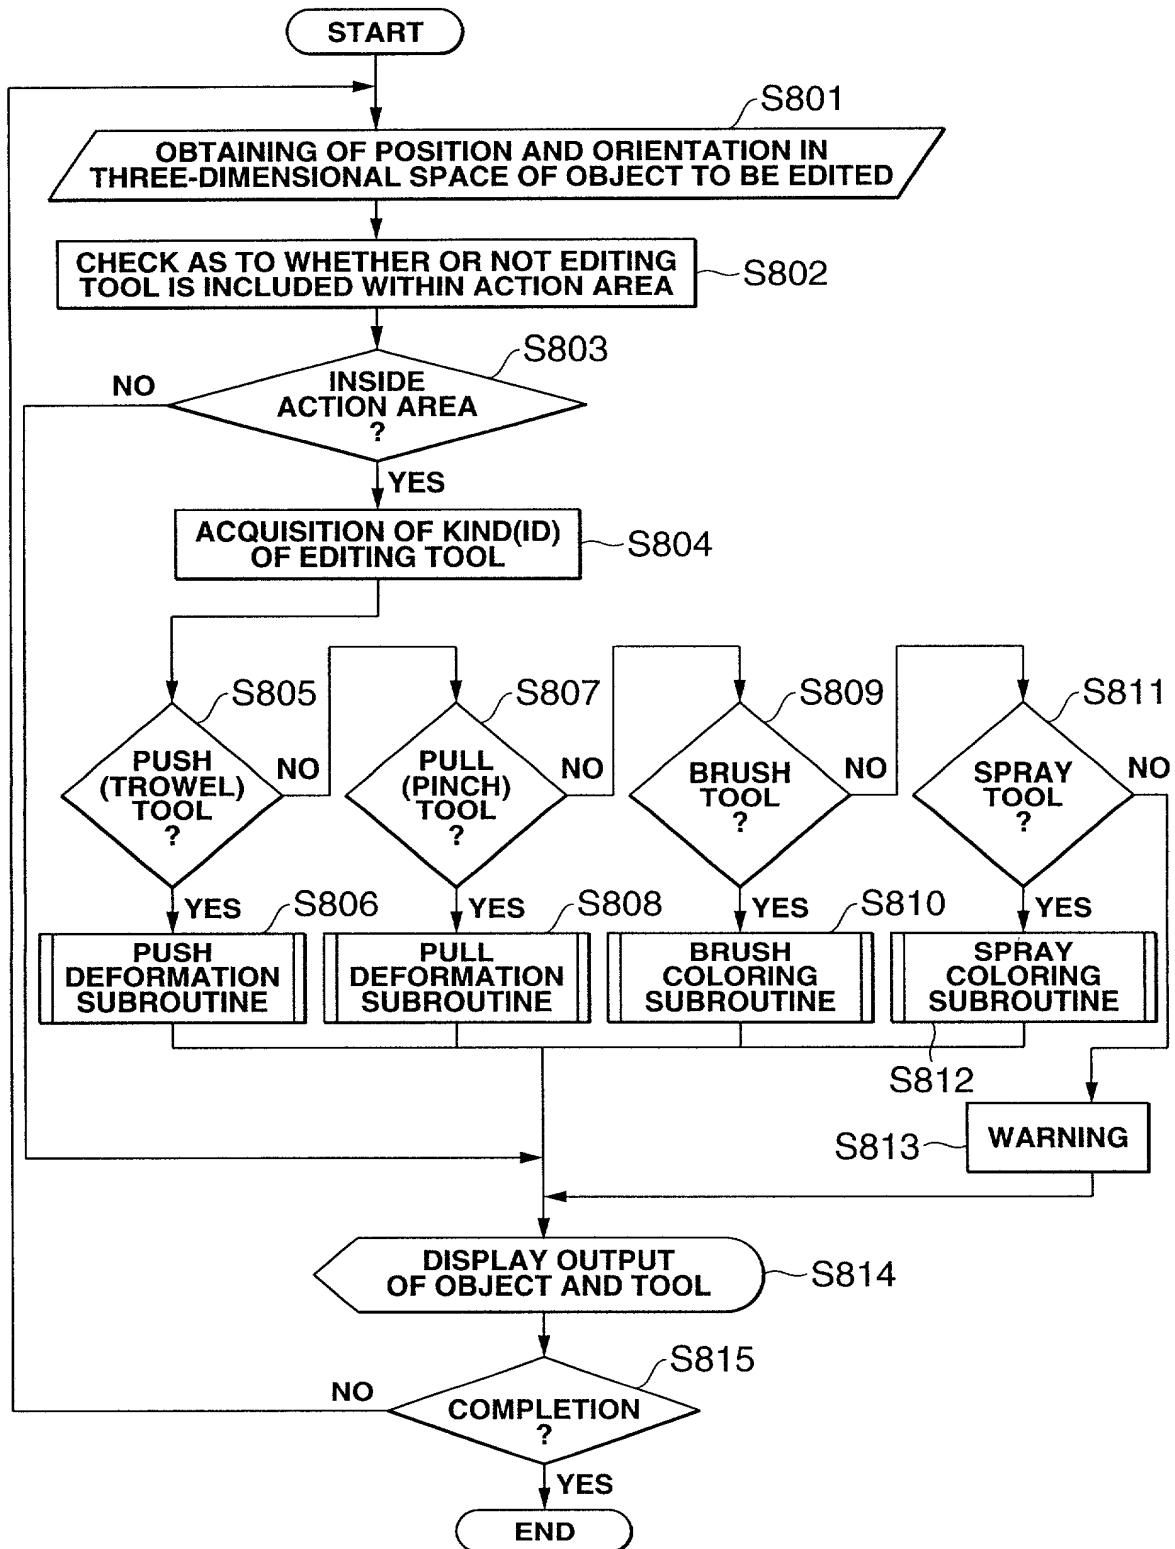 START
S801
OBTAINING OF POSITION AND ORIENTATION IN
THREE-DIMENSIONAL SPACE OF OBJECT TO BE EDITED
CHECK AS TO WHETHER OR NOT EDITING
TOOL IS INCLUDED WITHIN ACTION AREA
S802
S803
NO
INSIDE
ACTION AREA
?
YES
ACQUISITION OF KIND(ID)
OF EDITING TOOL
S804
S805
PUSH
(TROWEL)
TOOL
?
NO
YES
S806
PUSH
DEFORMATION
SUBROUTINE
S807
PULL
(PINCH)
TOOL
?
NO
YES
S808
PULL
DEFORMATION
SUBROUTINE
S809
BRUSH
TOOL
?
NO
YES
S810
BRUSH
COLORING
SUBROUTINE
S811
SPRAY
TOOL
?
NO
YES
SPRAY
COLORING
SUBROUTINE
S812
S813
WARNING
DISPLAY OUTPUT
OF OBJECT AND TOOL
S814
S815
NO
COMPLETION
?
YES
END